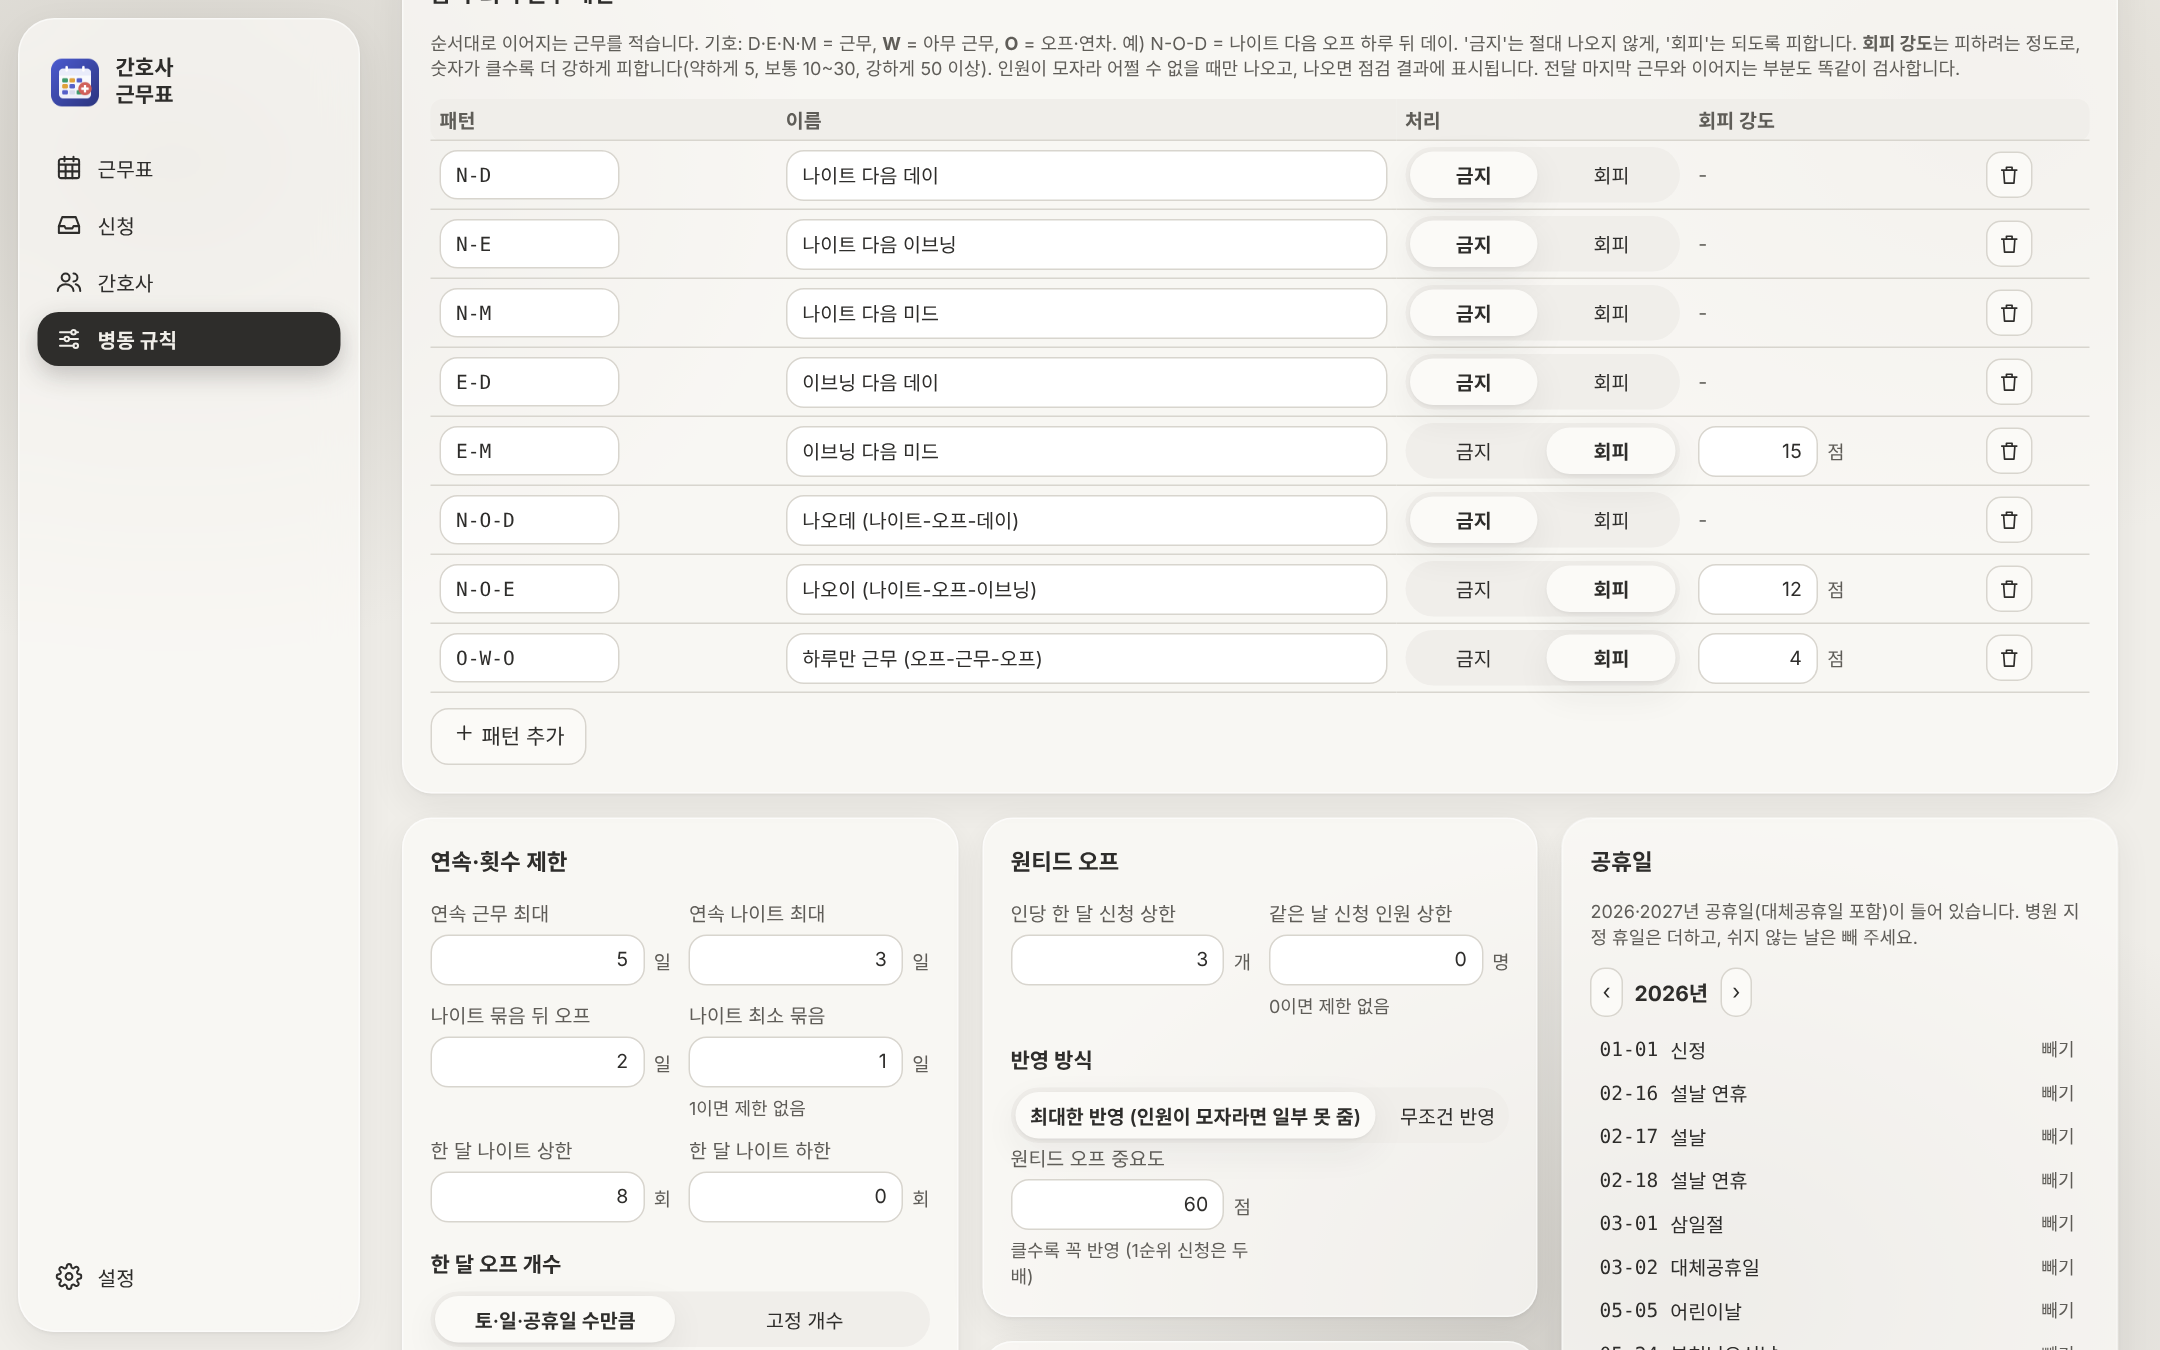 간호사
근무표
근무표
신청
간호사
병동 규칙
설정
순서대로 이어지는 근무를 적습니다. 기호: D·E·N·M = 근무, W = 아무 근무, O = 오프·연차. 예) N-O-D = 나이트 다음 오프 하루 뒤 데이. '금지'는 절대 나오지 않게, '회피'는 되도록 피합니다. 회피 강도는 피하려는 정도로,
숫자가 클수록 더 강하게 피합니다(약하게 5, 보통 10~30, 강하게 50 이상). 인원이 모자라 어쩔 수 없을 때만 나오고, 나오면 점검 결과에 표시됩니다. 전달 마지막 근무와 이어지는 부분도 똑같이 검사합니다.
패턴 이름 처리 회피 강도
N-D 나이트 다음 데이 금지 회피 -
N-E 나이트 다음 이브닝 금지 회피 -
N-M 나이트 다음 미드 금지 회피 -
E-D 이브닝 다음 데이 금지 회피 -
E-M 이브닝 다음 미드 금지 회피 15 점
N-O-D 나오데 (나이트-오프-데이) 금지 회피 -
N-O-E 나오이 (나이트-오프-이브닝) 금지 회피 12 점
O-W-O 하루만 근무 (오프-근무-오프) 금지 회피 4 점
+ 패턴 추가
연속·횟수 제한
연속 근무 최대 연속 나이트 최대
5 일 3 일
나이트 묶음 뒤 오프 나이트 최소 묶음
2 일 1 일
1이면 제한 없음
한 달 나이트 상한 한 달 나이트 하한
8 회 0 회
한 달 오프 개수
토·일·공휴일 수만큼 고정 개수
원티드 오프
인당 한 달 신청 상한 같은 날 신청 인원 상한
3 개 0 명
0이면 제한 없음
반영 방식
최대한 반영 (인원이 모자라면 일부 못 줌) 무조건 반영
원티드 오프 중요도
60 점
클수록 꼭 반영 (1순위 신청은 두
배)
공휴일
2026·2027년 공휴일(대체공휴일 포함)이 들어 있습니다. 병원 지
정 휴일은 더하고, 쉬지 않는 날은 빼 주세요.
‹ 2026년 ›
01-01 신정 빼기
02-16 설날 연휴 빼기
02-17 설날 빼기
02-18 설날 연휴 빼기
03-01 삼일절 빼기
03-02 대체공휴일 빼기
05-05 어린이날 빼기